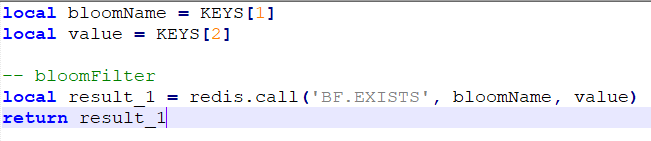 local bloomName = KEYS[1]
local value = KEYS[2]
-- bloomFilter
local result_1 = redis.call('BF.EXISTS', bloomName, value)
return result_1